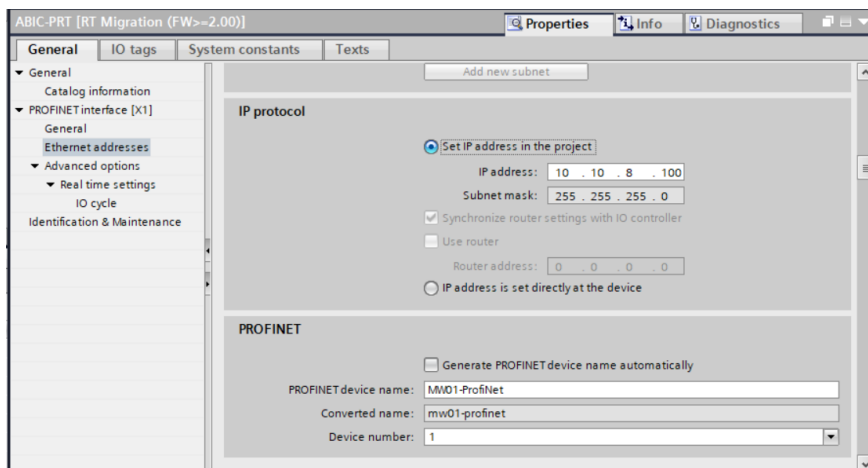 ABIC-PRT [RT Migration (FW>=2.00)]
Properties
Info
Diagnostics
General
IO tags
System constants
Texts
General
Catalog information
PROFINET interface [X1]
General
Ethernet addresses
Advanced options
Real time settings
IO cycle
Identification & Maintenance
Add new subnet
IP protocol
Set IP address in the project
IP address: 10 . 10 . 8 . 100
Subnet mask: 255 . 255 . 255 . 0
Synchronize router settings with IO controller
Use router
Router address: 0 . 0 . 0 . 0
IP address is set directly at the device
PROFINET
Generate PROFINET device name automatically
PROFINET device name: MW01-ProfiNet
Converted name: mw01-profinet
Device number: 1